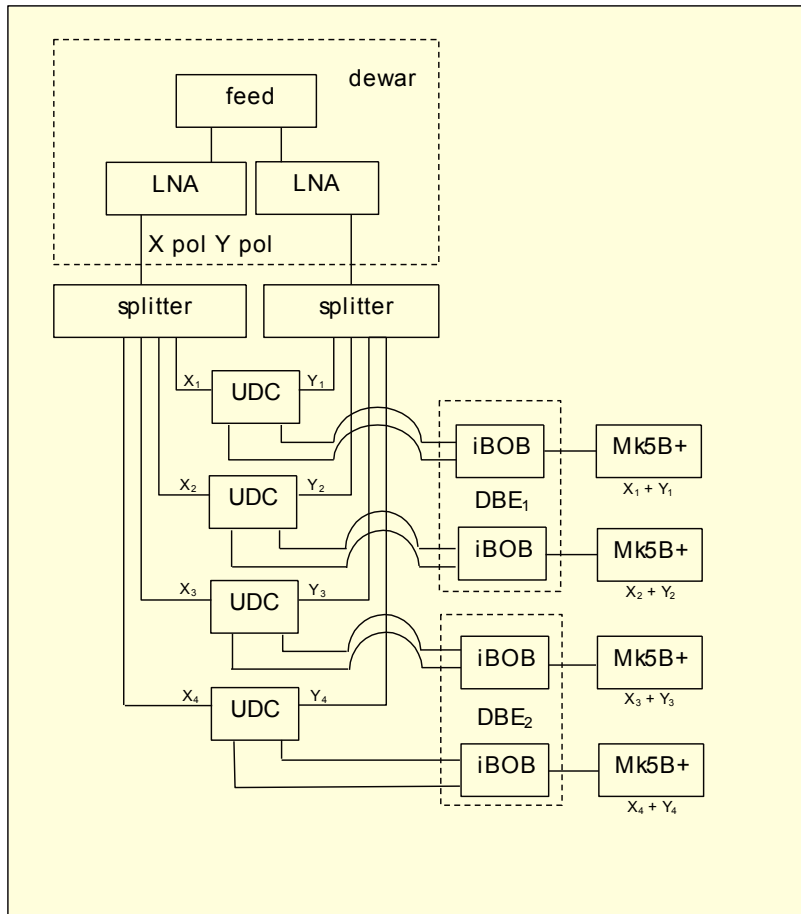 dewar
feed
LNA LNA
X pol Y pol
splitter splitter
X1 UDC Y1
iBOB Mk5B+
X1 + Y1
X2 UDC Y2
DBE1
iBOB Mk5B+
X2 + Y2
X3 UDC Y3
iBOB Mk5B+
X3 + Y3
X4 UDC Y4
DBE2
iBOB Mk5B+
X4 + Y4